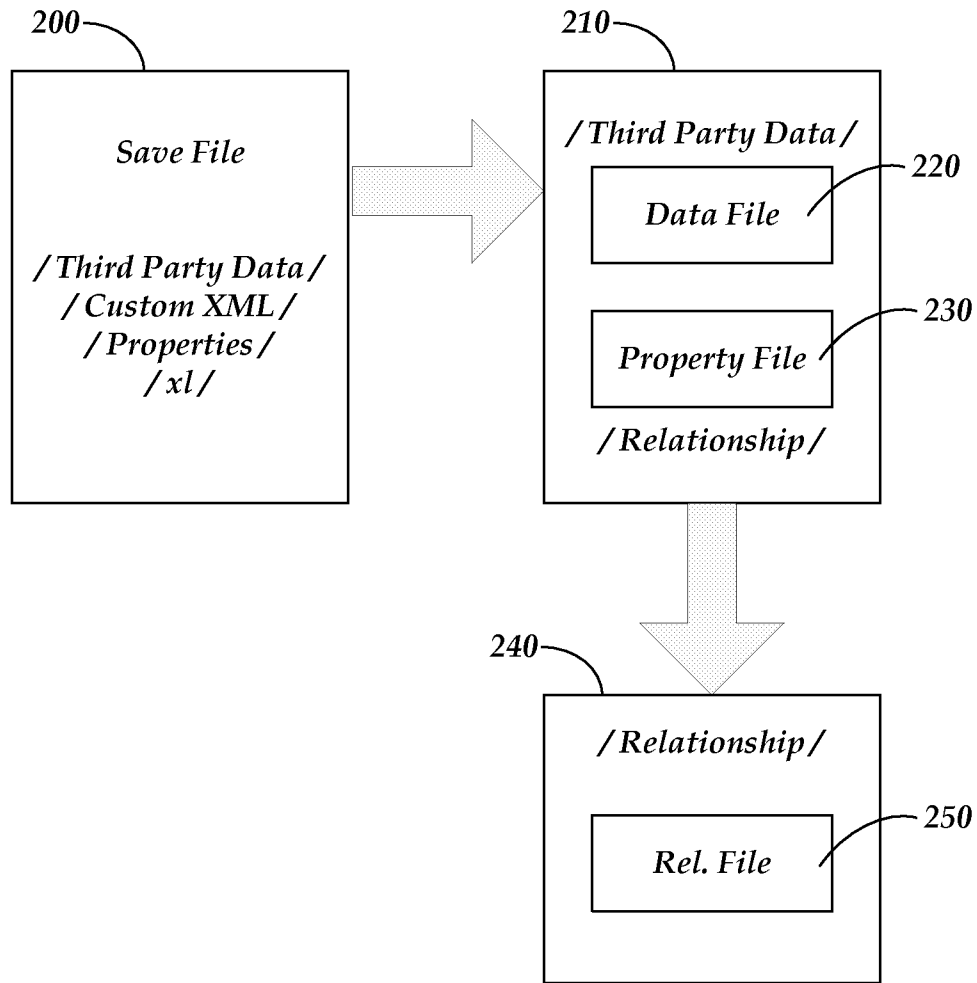 200
Save File
/ Third Party Data /
/ Custom XML /
/ Properties /
/ xl /
210
/ Third Party Data /
220
Data File
230
Property File
/ Relationship /
240
/ Relationship /
250
Rel. File